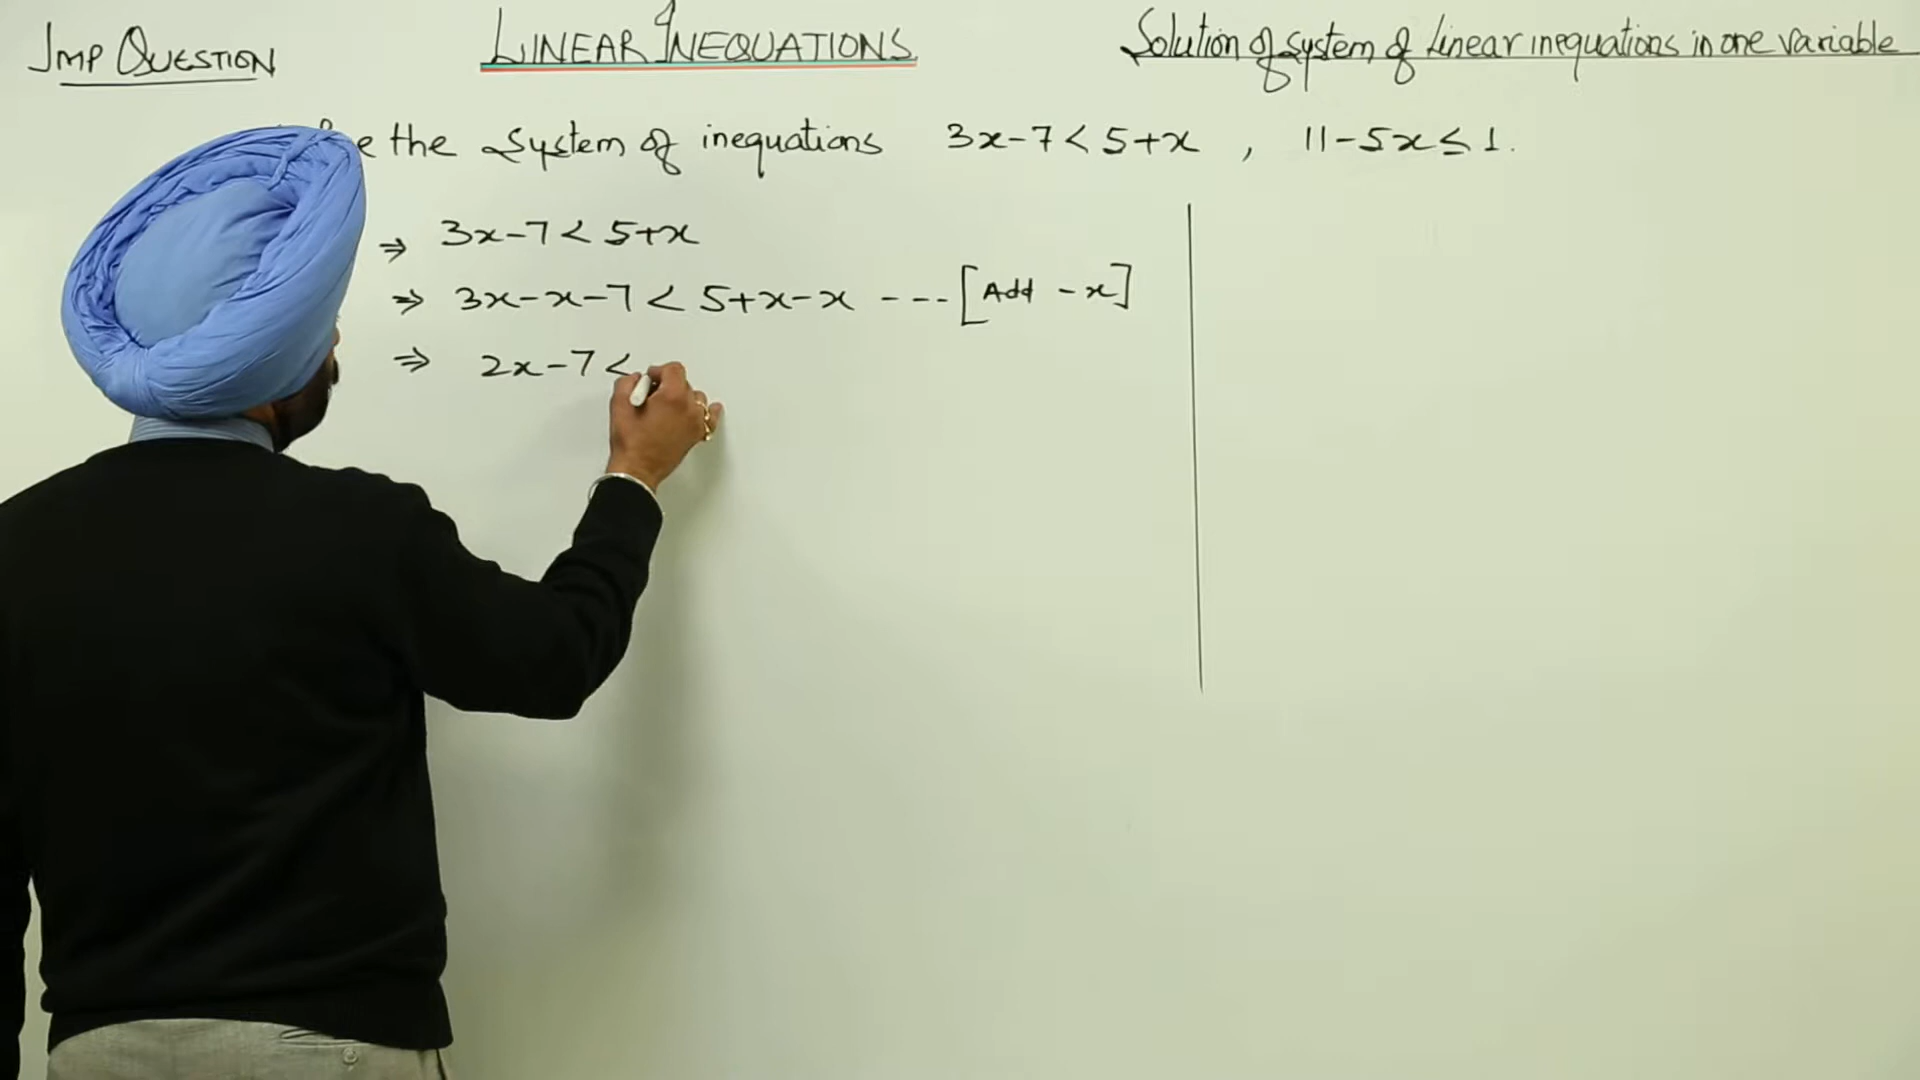 Imp Question
Linear Inequations
Solution of system of linear inequations in one variable
the system of inequations 3x-7<5+x , 11-5x≤1.
⇒ 3x-7<5+x
⇒ 3x-x-7<5+x-x ---[Add -x]
⇒ 2x-7<